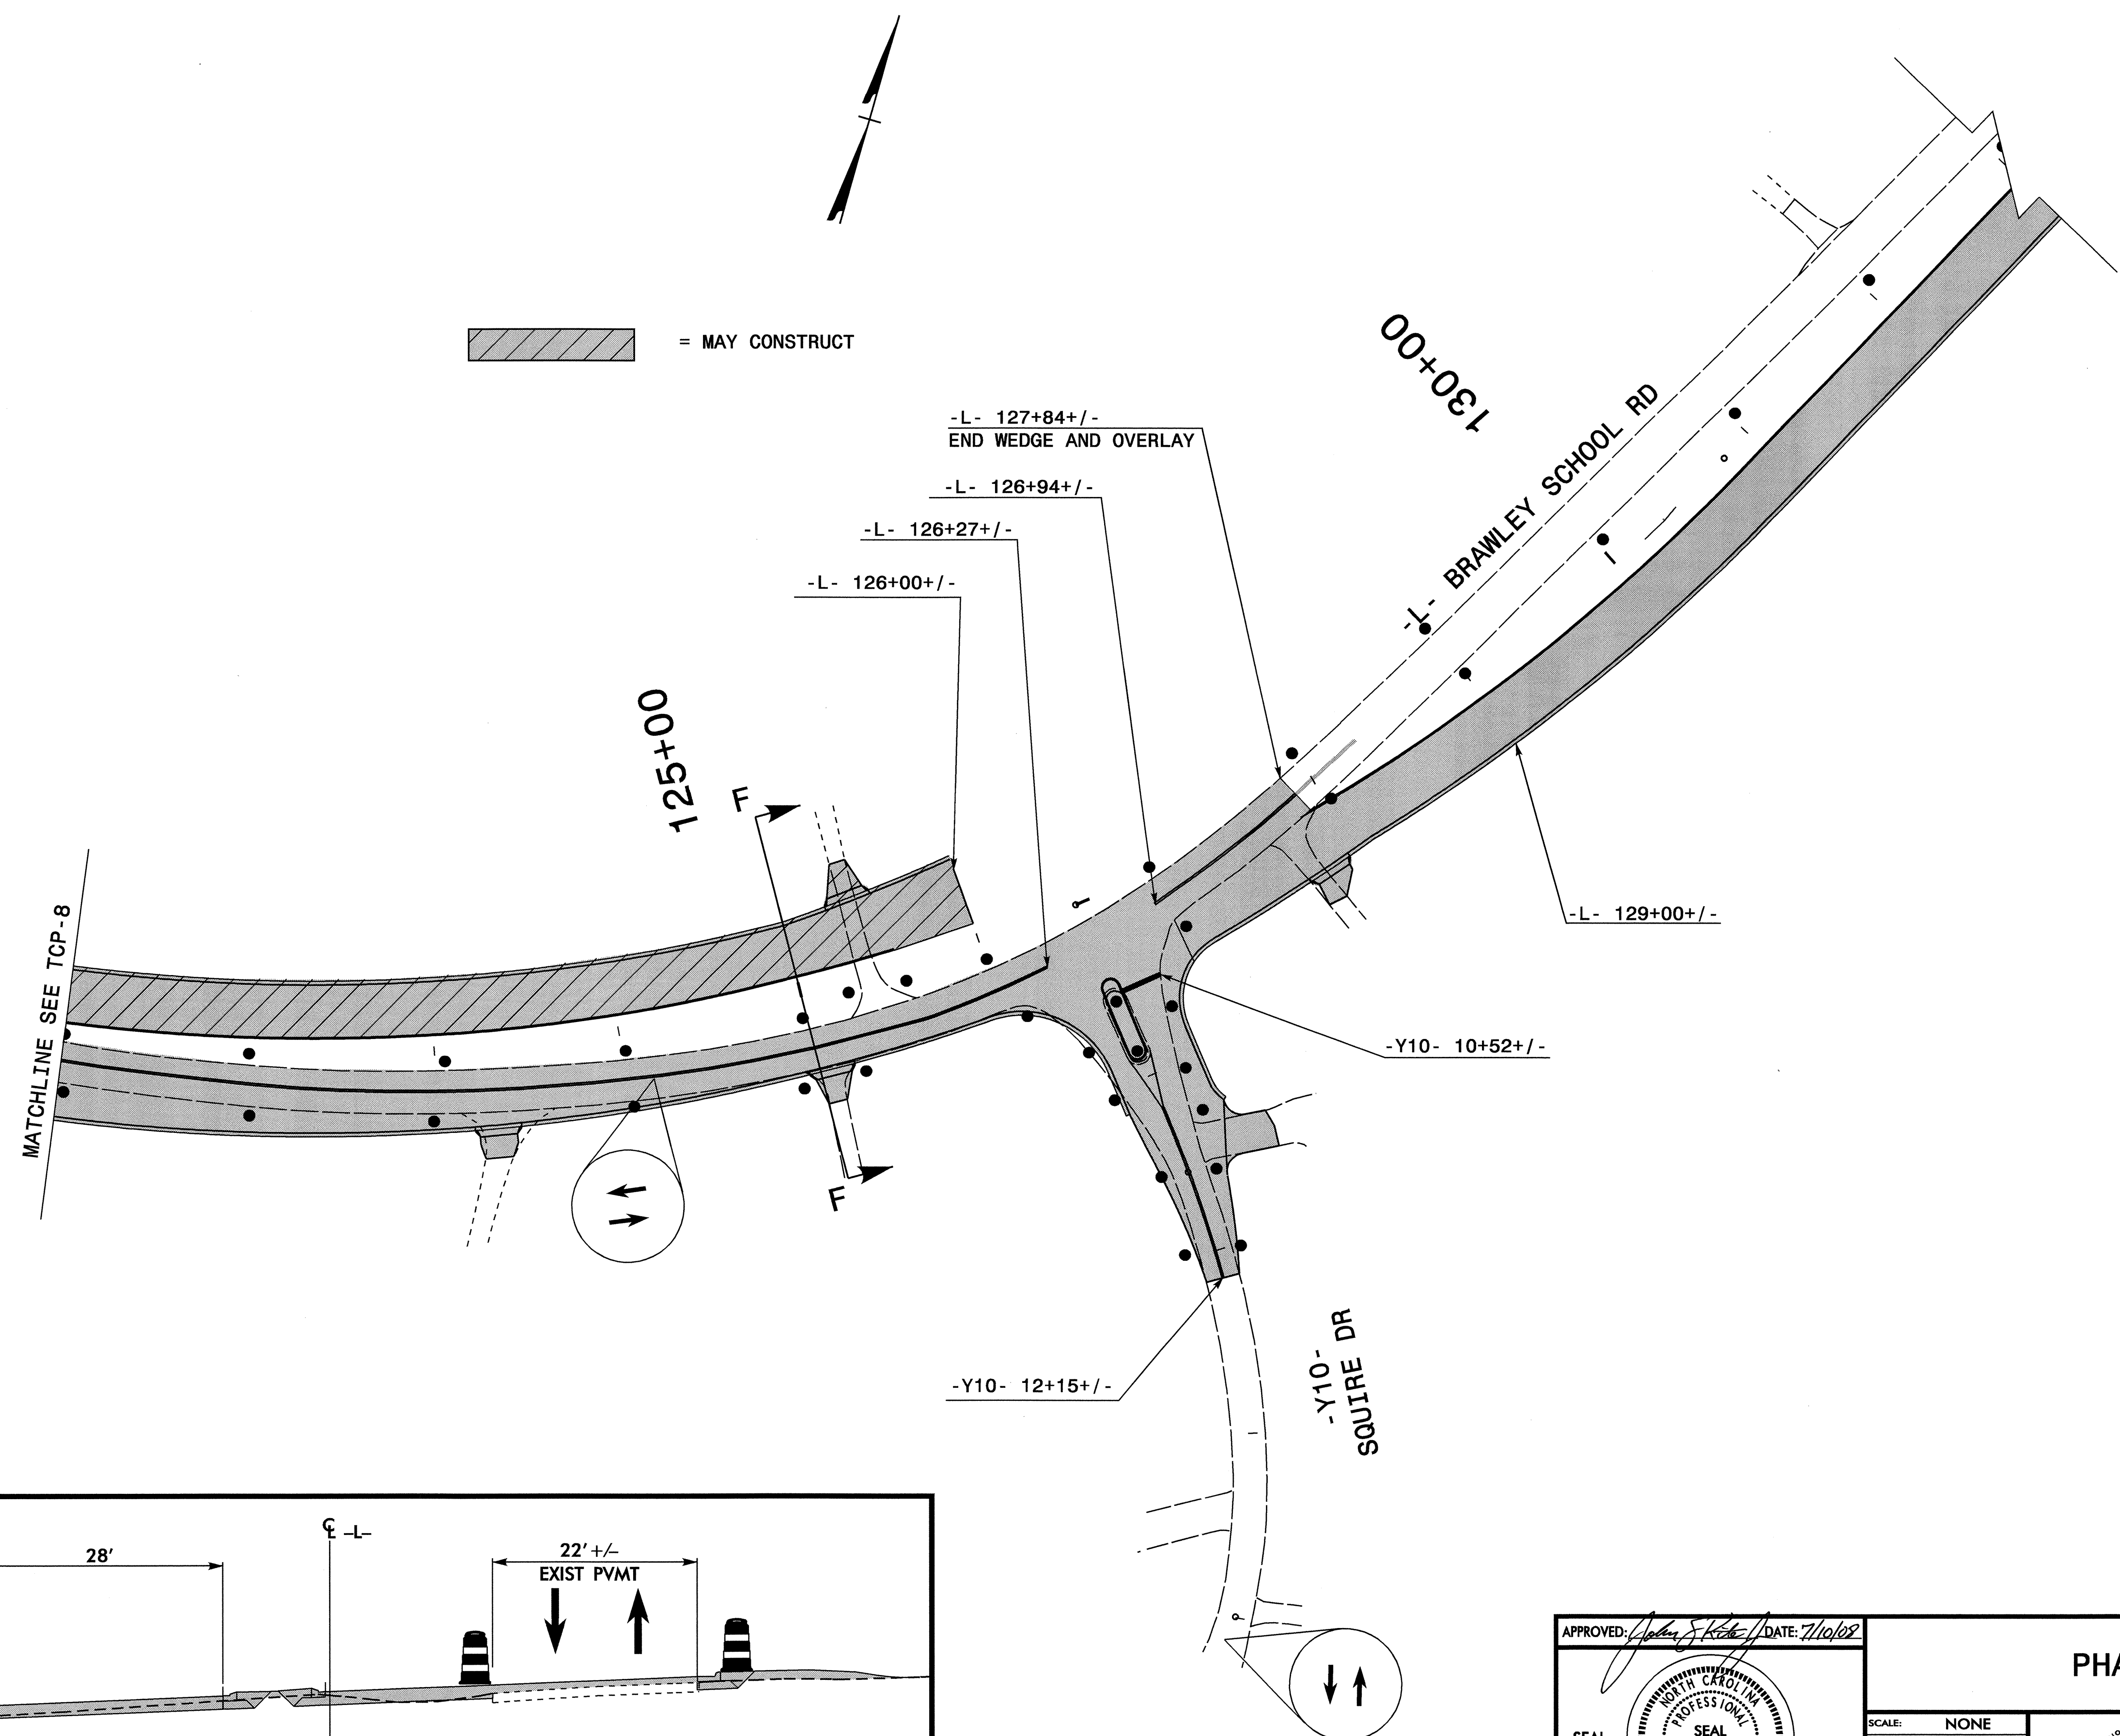 = MAY CONSTRUCT
130+00
-L- 127+84+/-
END WEDGE AND OVERLAY
-L- BRAWLEY SCHOOL RD
-L- 126+94+/-
-L- 126+27+/-
-L- 126+00+/-
125+00
F
MATCHLINE SEE TCP-8
-L- 129+00+/-
-Y10- 10+52+/-
F
-Y10- 12+15+/-
-Y10-
SQUIRE DR
℄ -L-
28'
22'+/-
EXIST PVMT
APPROVED: DATE: 7/10/08
PHA
NORTH CAROLINA
PROFESSIONAL
SEAL
SEAL
SCALE: NONE